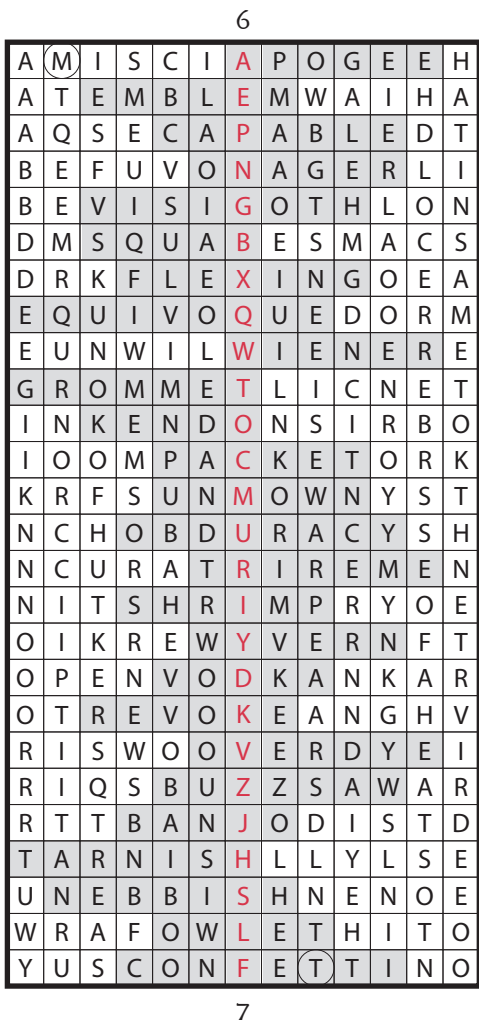 6
A M I S C I A P O G E E H
A T E M B L E M W A I H A
A Q S E C A P A B L E D T
B E F U V O N A G E R L I
B E V I S I G O T H L O N
D M S Q U A B E S M A C S
D R K F L E X I N G O E A
E Q U I V O Q U E D O R M
E U N W I L W I E N E R E
G R O M M E T L I C N E T
I N K E N D O N S I R B O
I O O M P A C K E T O R K
K R F S U N M O W N Y S T
N C H O B D U R A C Y S H
N C U R A T R I R E M E N
N I T S H R I M P R Y O E
O I K R E W Y V E R N F T
O P E N V O D K A N K A R
O T R E V O K E A N G H V
R I S W O O V E R D Y E I
R I Q S B U Z Z S A W A R
R T T B A N J O D I S T D
T A R N I S H L L Y L S E
U N E B B I S H N E N O E
W R A F O W L E T H I T O
Y U S C O N F E T T I N O
7